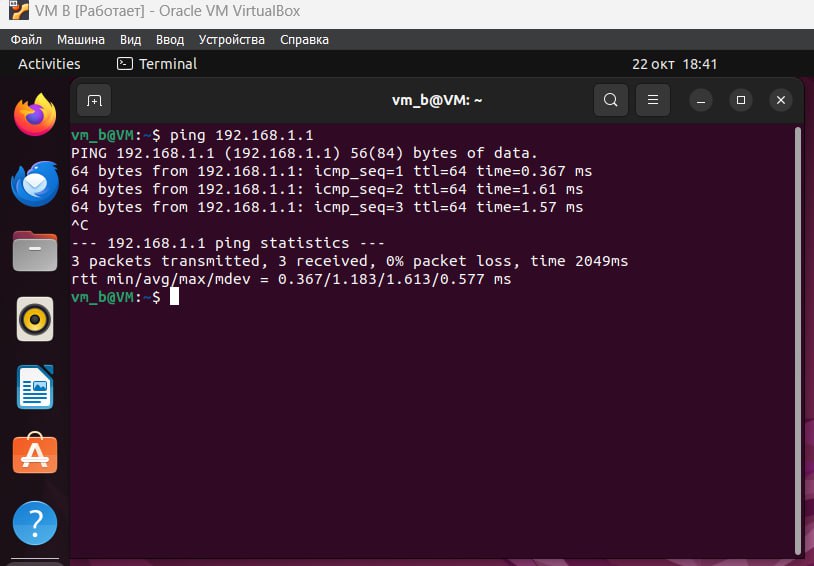 VM B [Работает] - Oracle VM VirtualBox
Файл Машина Вид Ввод Устройства Справка
Activities Terminal 22 окт 18:41
vm_b@VM: ~
vm_b@VM:~$ ping 192.168.1.1
PING 192.168.1.1 (192.168.1.1) 56(84) bytes of data.
64 bytes from 192.168.1.1: icmp_seq=1 ttl=64 time=0.367 ms
64 bytes from 192.168.1.1: icmp_seq=2 ttl=64 time=1.61 ms
64 bytes from 192.168.1.1: icmp_seq=3 ttl=64 time=1.57 ms
^C
--- 192.168.1.1 ping statistics ---
3 packets transmitted, 3 received, 0% packet loss, time 2049ms
rtt min/avg/max/mdev = 0.367/1.183/1.613/0.577 ms
vm_b@VM:~$